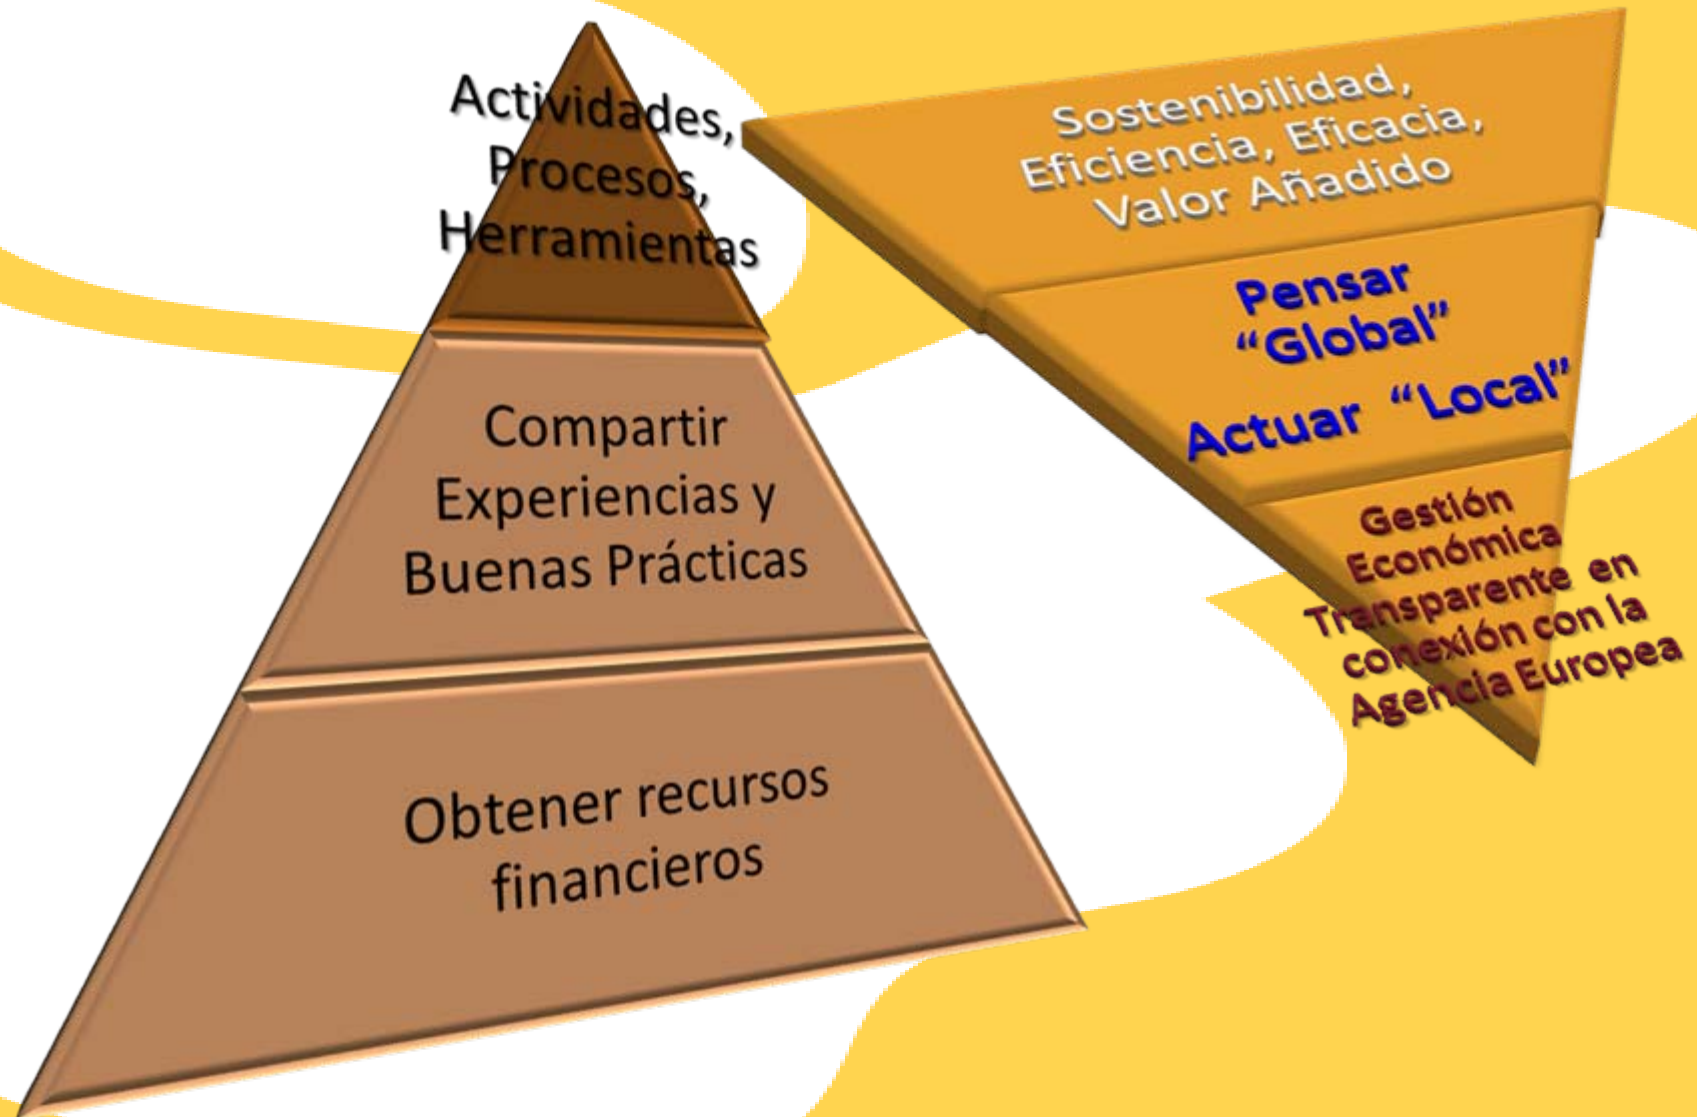 Actividades,
Procesos,
Herramientas
Compartir
Experiencias y
Buenas Prácticas
Obtener recursos
financieros
Sostenibilidad,
Eficiencia, Eficacia,
Valor Añadido
Pensar
“Global”
Actuar “Local”
Gestión
Económica
Transparente en
conexión con la
Agencia Europea